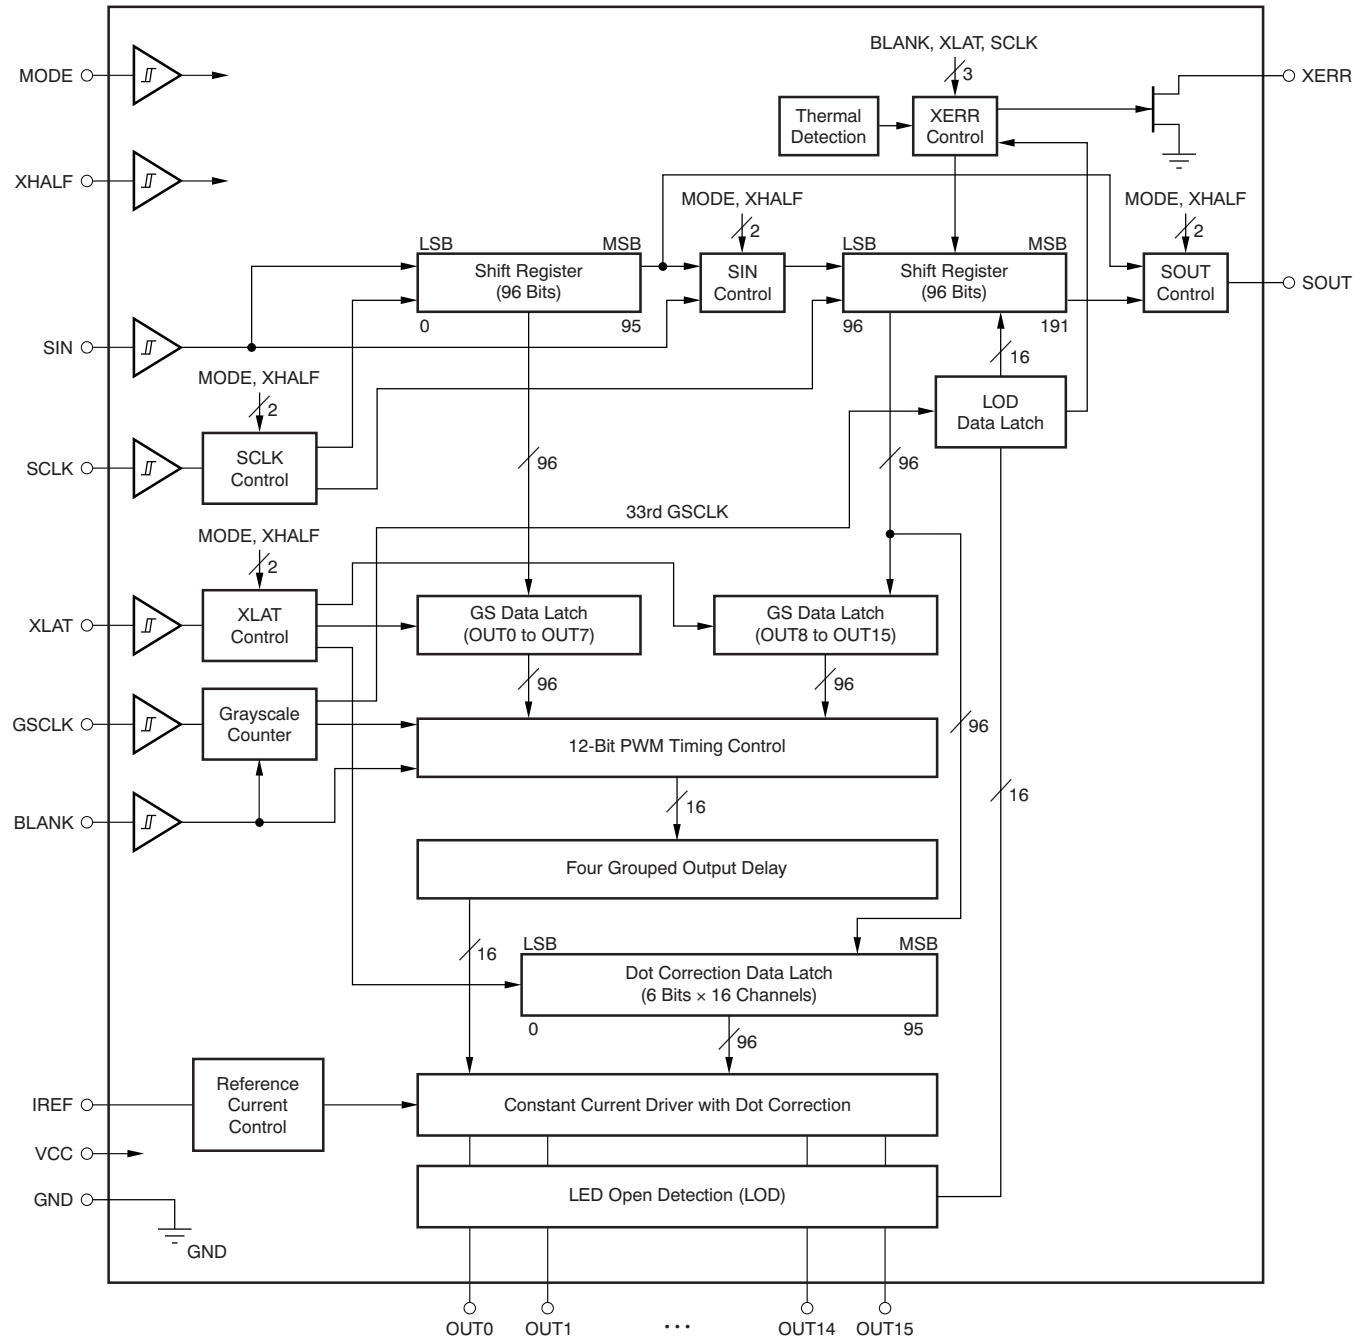 BLANK, XLAT, SCLK
3
MODE
XERR
Thermal
Detection
XERR
Control
XHALF
MODE, XHALF
2
MODE, XHALF
2
LSB
MSB
Shift Register
(96 Bits)
0
95
SIN
Control
LSB
MSB
Shift Register
(96 Bits)
96
191
SOUT
Control
SOUT
SIN
16
MODE, XHALF
2
LOD
Data Latch
SCLK
SCLK
Control
96
96
33rd GSCLK
MODE, XHALF
2
XLAT
XLAT
Control
GS Data Latch
(OUT0 to OUT7)
GS Data Latch
(OUT8 to OUT15)
96
96
GSCLK
Grayscale
Counter
12-Bit PWM Timing Control
96
16
16
BLANK
Four Grouped Output Delay
16
LSB
MSB
Dot Correction Data Latch
(6 Bits × 16 Channels)
0
95
96
IREF
Reference
Current
Control
Constant Current Driver with Dot Correction
VCC
GND
GND
LED Open Detection (LOD)
OUT0
OUT1
...
OUT14
OUT15